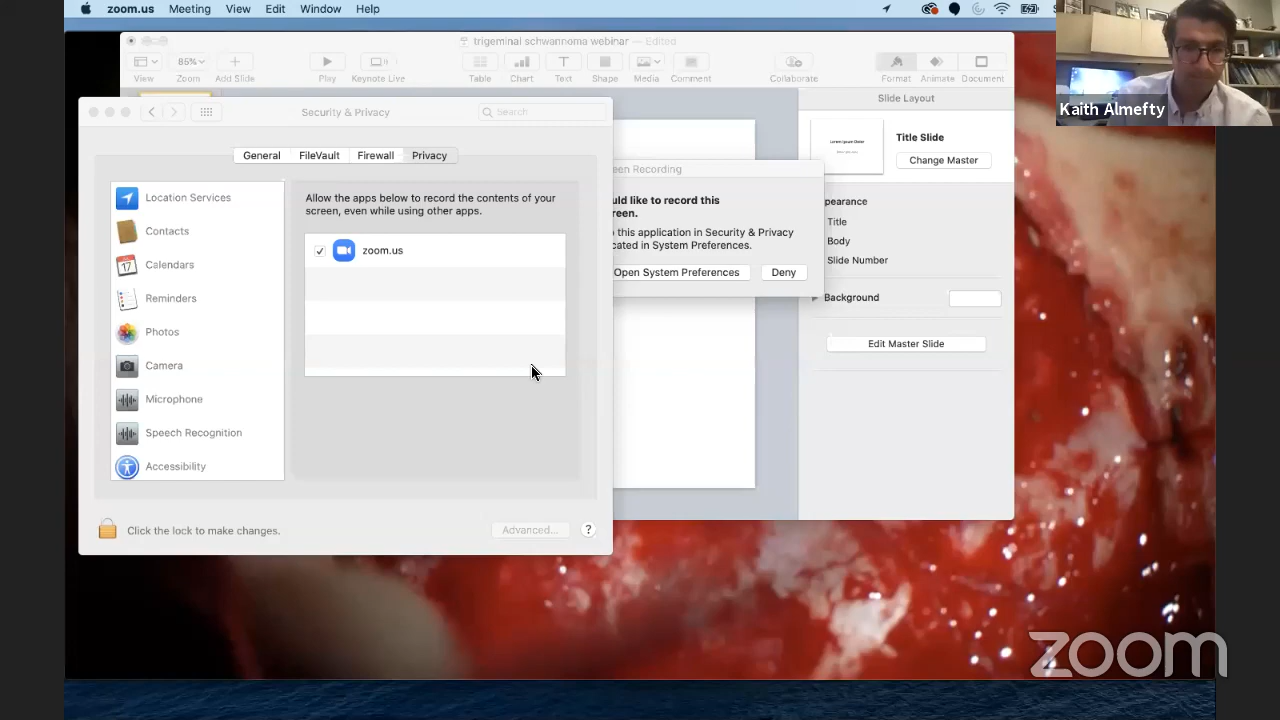 zoom.us Meeting View Edit Window Help
trigeminal schwannoma webinar — Edited
86%
View Zoom Add Slide Play Keynote Live Table Chart Text Shape Media Comment Collaborate Format Animate Document
Kaith Almefty
Slide Layout
Title Slide
Change Master
pearance
Title
Body
Slide Number
Background
Edit Master Slide
Security & Privacy
Search
General FileVault Firewall Privacy
Location Services
Contacts
Calendars
17
Reminders
Photos
Camera
Microphone
Speech Recognition
Accessibility
Allow the apps below to record the contents of your
screen, even while using other apps.
zoom.us
Click the lock to make changes.
Advanced...
?
een Recording
uld like to record this
reen.
this application in Security & Privacy
cated in System Preferences.
Open System Preferences Deny
zoom